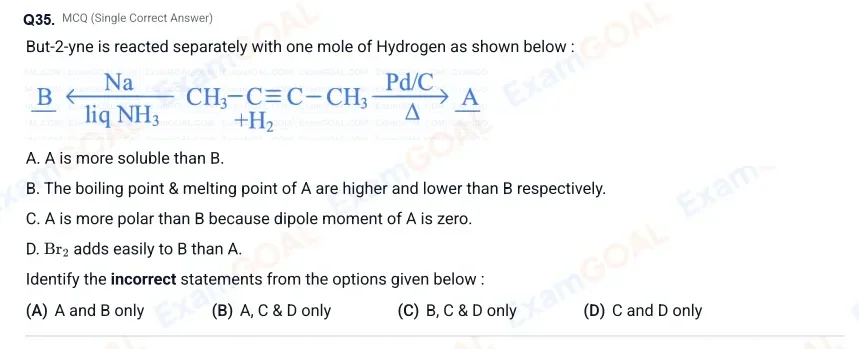 Q35. MCQ (Single Correct Answer)
But-2-yne is reacted separately with one mole of Hydrogen as shown below :
B ←(Na / liq NH₃) CH₃−C≡C−CH₃ +H₂ →(Pd/C / Δ) A
A. A is more soluble than B.
B. The boiling point & melting point of A are higher and lower than B respectively.
C. A is more polar than B because dipole moment of A is zero.
D. Br₂ adds easily to B than A.
Identify the incorrect statements from the options given below :
(A) A and B only (B) A, C & D only (C) B, C & D only (D) C and D only
ExamGOAL